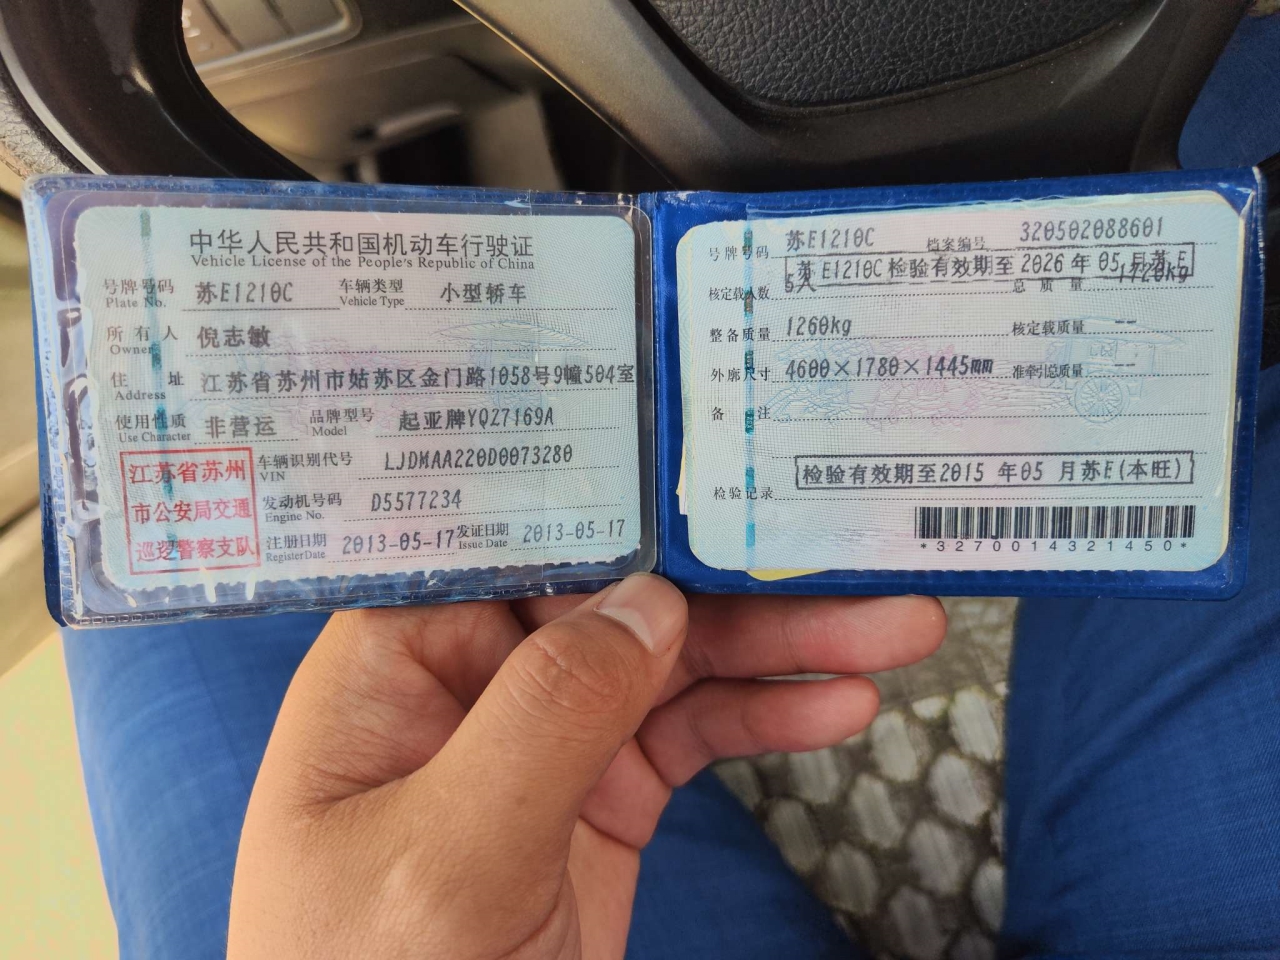 中华人民共和国机动车行驶证
Vehicle License of the People's Republic of China
号牌号码 苏E1210C 车辆类型 小型轿车
Plate No. Vehicle Type
所有人 倪志敏
Owner
住址 江苏省苏州市姑苏区金门路1058号9幢504室
Address
使用性质 非营运 品牌型号 起亚牌YQZ7169A
Use Character Model
江苏省苏州
市公安局交通
巡逻警察支队
车辆识别代号 LJDMAA220D0073280
VIN
发动机号码 D5577234
Engine No.
注册日期 2013-05-17 发证日期 2013-05-17
Register Date Issue Date
号牌号码 苏E1210C 档案编号 320502088601
苏E1210C检验有效期至2026年05月苏E
核定载人数 5人 总质量 1720kg
整备质量 1260kg 核定载质量 --
外廓尺寸 4600×1780×1445mm 准牵引总质量 --
备注
检验记录 检验有效期至2015 年05 月苏E(本旺)
*3270014321450*